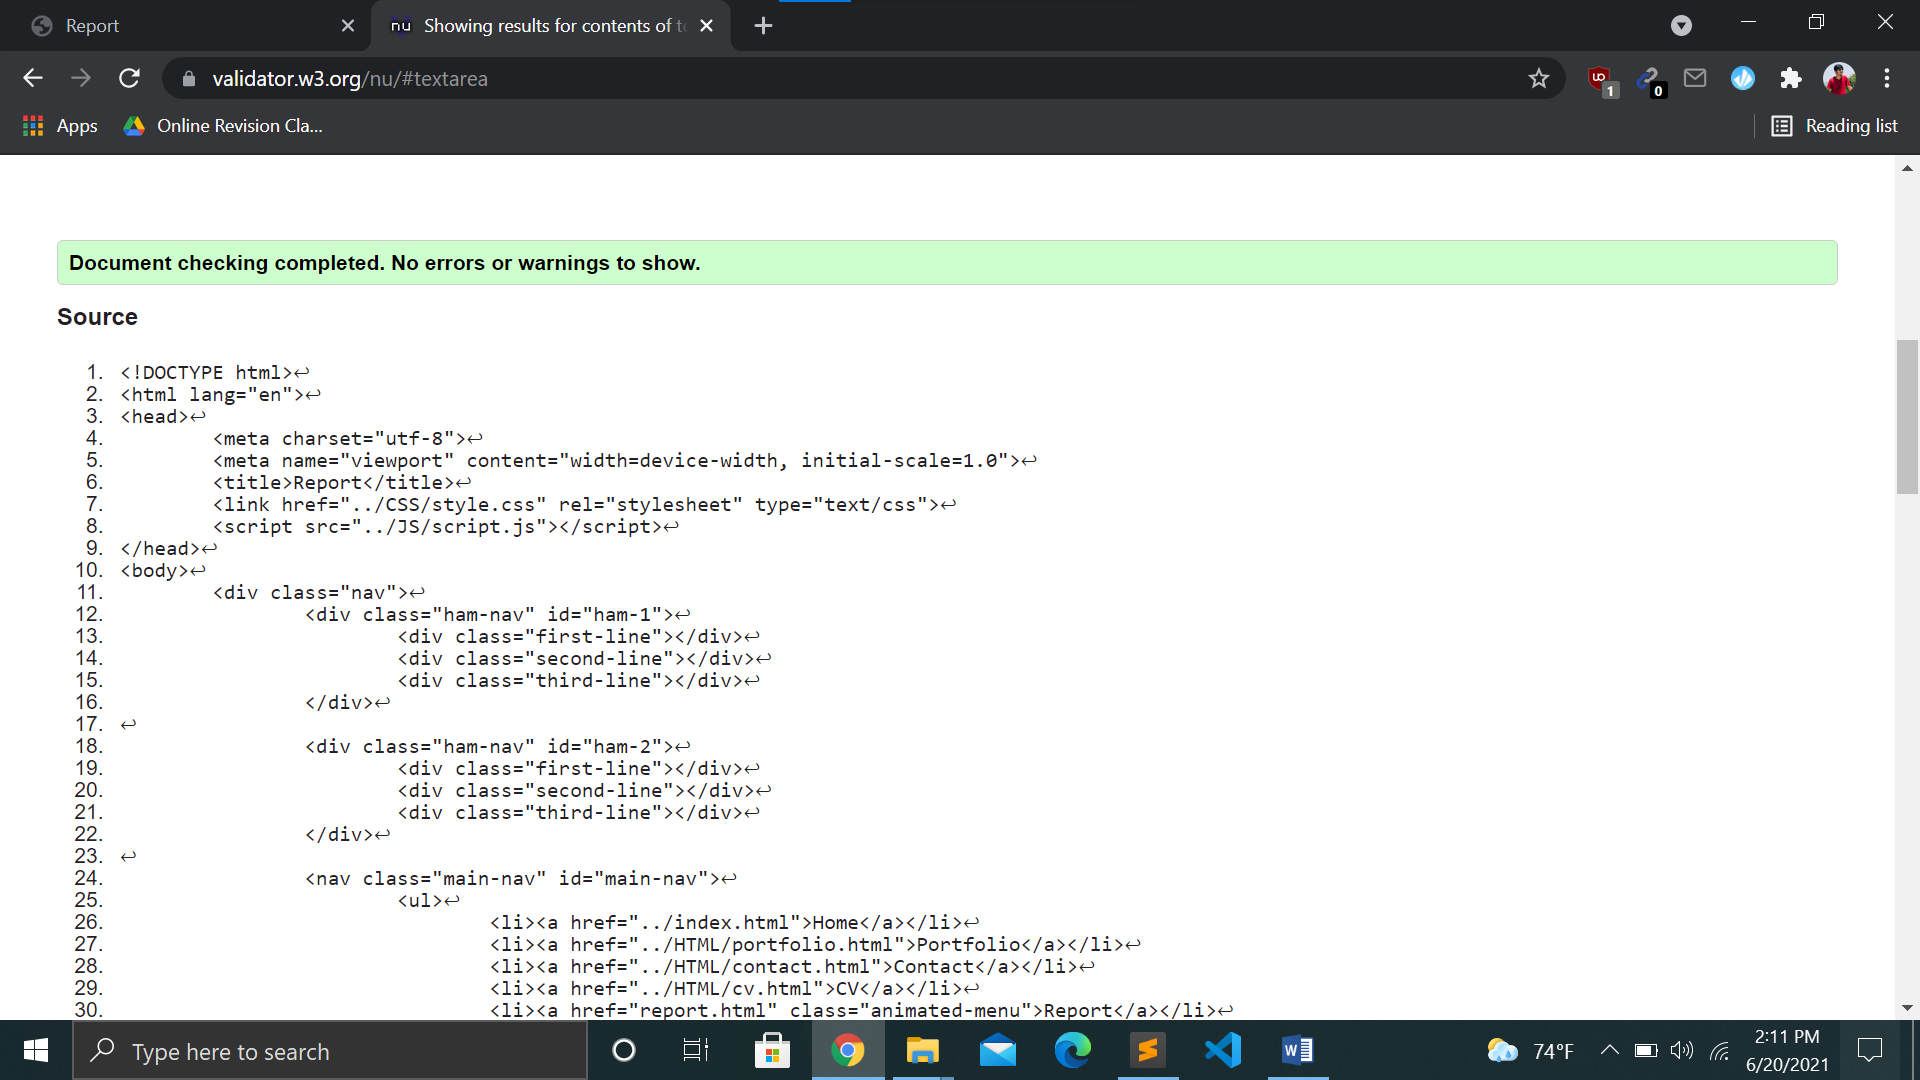 Report
nu Showing results for contents of te
validator.w3.org/nu/#textarea
1
0
Apps
Online Revision Cla...
Reading list
Document checking completed. No errors or warnings to show.
Source
1. <!DOCTYPE html>↩
2. <html lang="en">↩
3. <head>↩
4. <meta charset="utf-8">↩
5. <meta name="viewport" content="width=device-width, initial-scale=1.0">↩
6. <title>Report</title>↩
7. <link href="../CSS/style.css" rel="stylesheet" type="text/css">↩
8. <script src="../JS/script.js"></script>↩
9. </head>↩
10. <body>↩
11. <div class="nav">↩
12. <div class="ham-nav" id="ham-1">↩
13. <div class="first-line"></div>↩
14. <div class="second-line"></div>↩
15. <div class="third-line"></div>↩
16. </div>↩
17. ↩
18. <div class="ham-nav" id="ham-2">↩
19. <div class="first-line"></div>↩
20. <div class="second-line"></div>↩
21. <div class="third-line"></div>↩
22. </div>↩
23. ↩
24. <nav class="main-nav" id="main-nav">↩
25. <ul>↩
26. <li><a href="../index.html">Home</a></li>↩
27. <li><a href="../HTML/portfolio.html">Portfolio</a></li>↩
28. <li><a href="../HTML/contact.html">Contact</a></li>↩
29. <li><a href="../HTML/cv.html">CV</a></li>↩
30. <li><a href="report.html" class="animated-menu">Report</a></li>↩
Type here to search
74°F
2:11 PM
6/20/2021